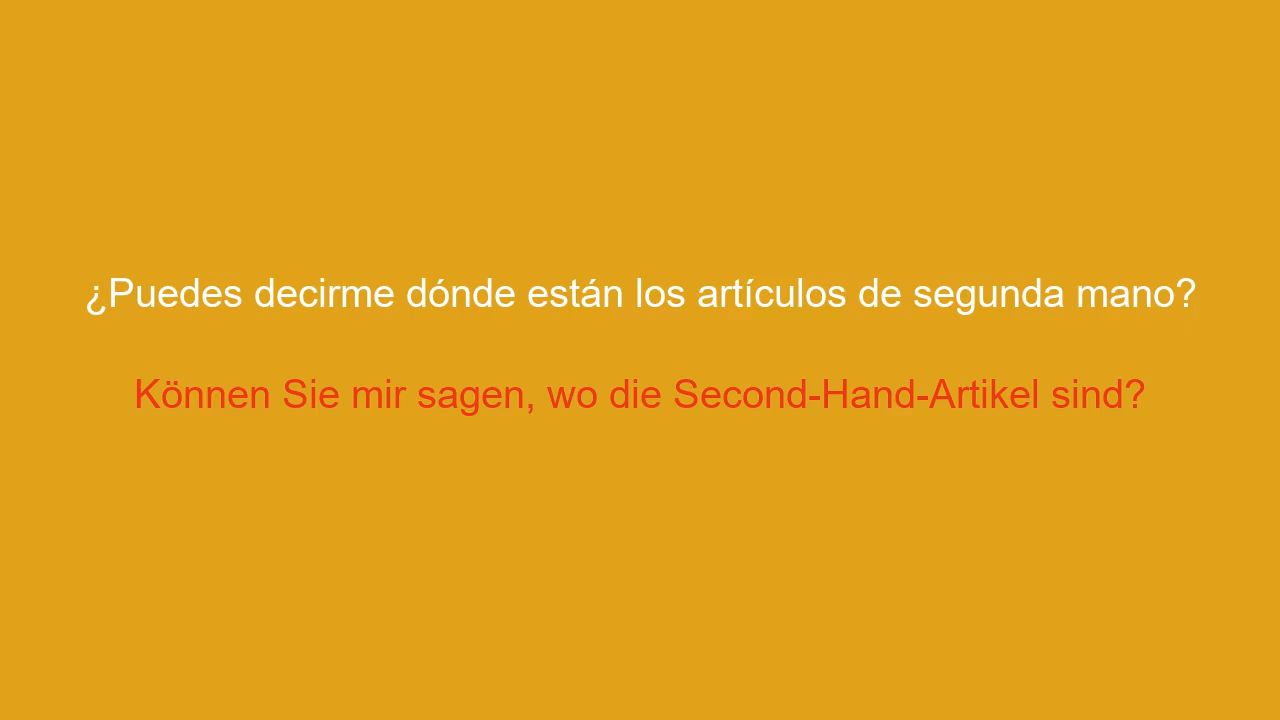 ¿Puedes decirme dónde están los artículos de segunda mano?
Können Sie mir sagen, wo die Second-Hand-Artikel sind?